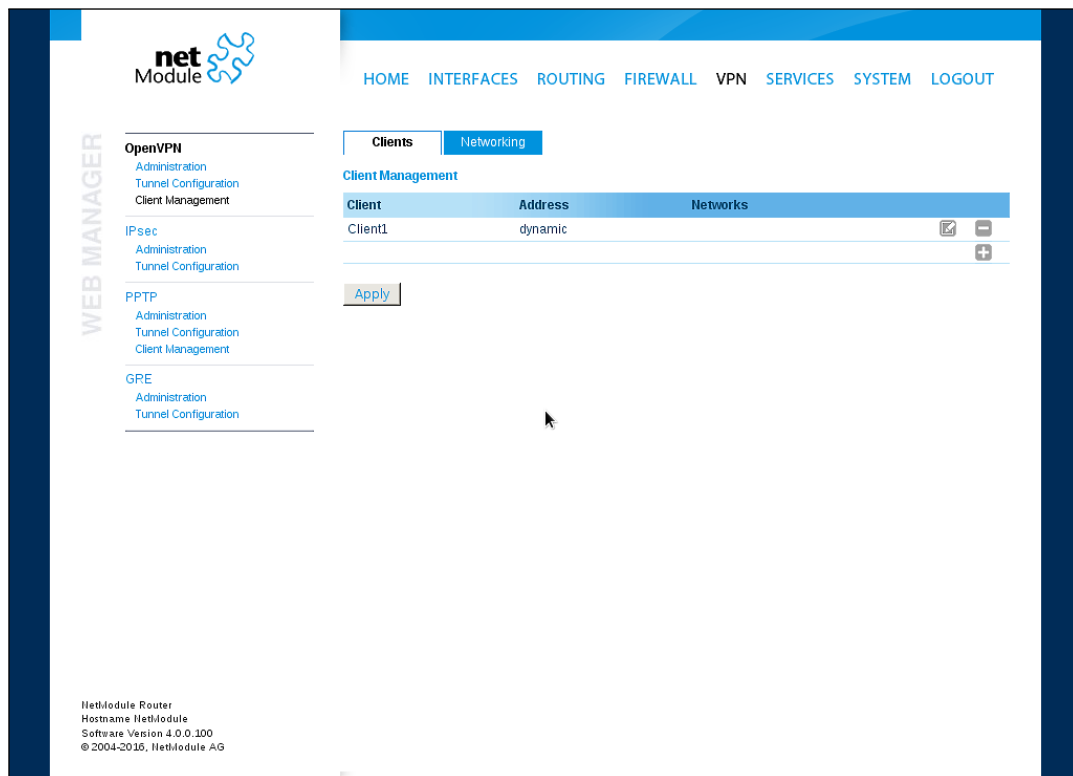 net
Module
HOME INTERFACES ROUTING FIREWALL VPN SERVICES SYSTEM LOGOUT
WEB MANAGER
OpenVPN
Administration
Tunnel Configuration
Client Management
IPsec
Administration
Tunnel Configuration
PPTP
Administration
Tunnel Configuration
Client Management
GRE
Administration
Tunnel Configuration
Clients Networking
Client Management
Client Address Networks
Client1 dynamic
Apply
NetModule Router
Hostname NetModule
Software Version 4.0.0.100
© 2004-2016, NetModule AG